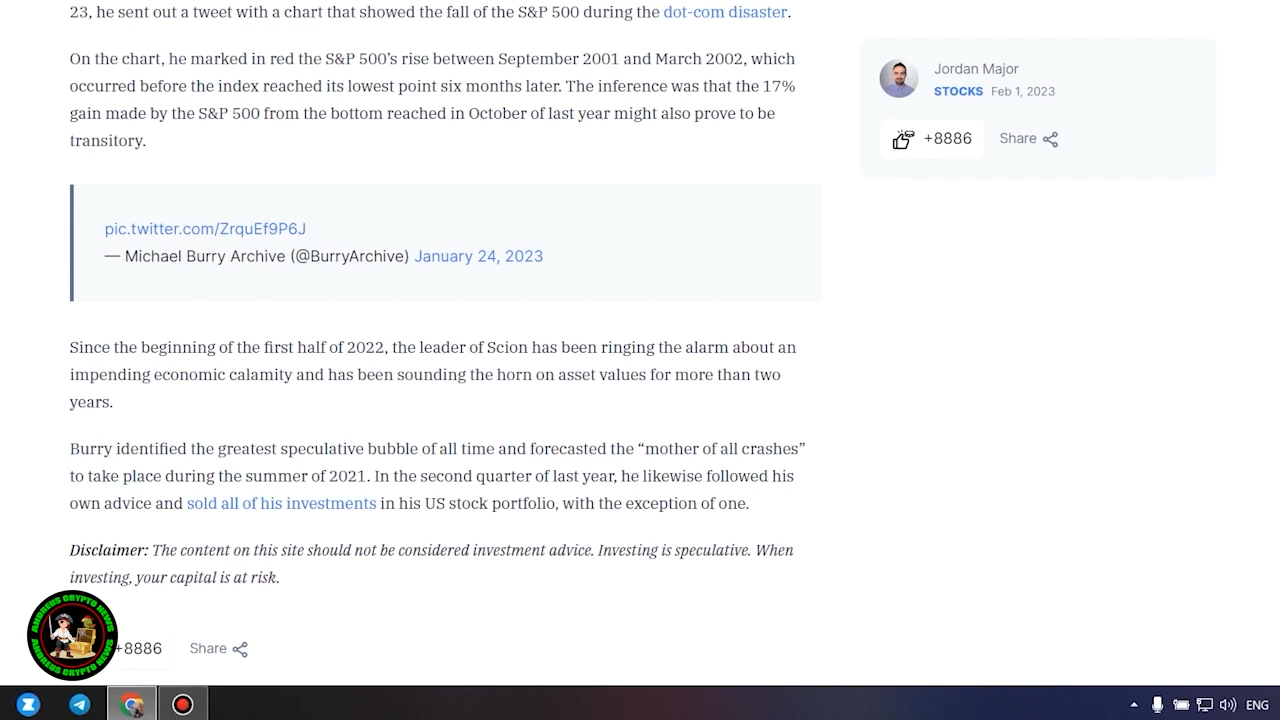 23, he sent out a tweet with a chart that showed the fall of the S&P 500 during the dot-com disaster.
On the chart, he marked in red the S&P 500’s rise between September 2001 and March 2002, which
occurred before the index reached its lowest point six months later. The inference was that the 17%
gain made by the S&P 500 from the bottom reached in October of last year might also prove to be
transitory.
pic.twitter.com/ZrquEf9P6J
— Michael Burry Archive (@BurryArchive) January 24, 2023
Since the beginning of the first half of 2022, the leader of Scion has been ringing the alarm about an
impending economic calamity and has been sounding the horn on asset values for more than two
years.
Burry identified the greatest speculative bubble of all time and forecasted the “mother of all crashes”
to take place during the summer of 2021. In the second quarter of last year, he likewise followed his
own advice and sold all of his investments in his US stock portfolio, with the exception of one.
Disclaimer: The content on this site should not be considered investment advice. Investing is speculative. When
investing, your capital is at risk.
+8886 Share
Jordan Major
STOCKS Feb 1, 2023
+8886 Share
ANDREUS CRYPTO NEWS
ANDREUS CRYPTO NEWS
ENG